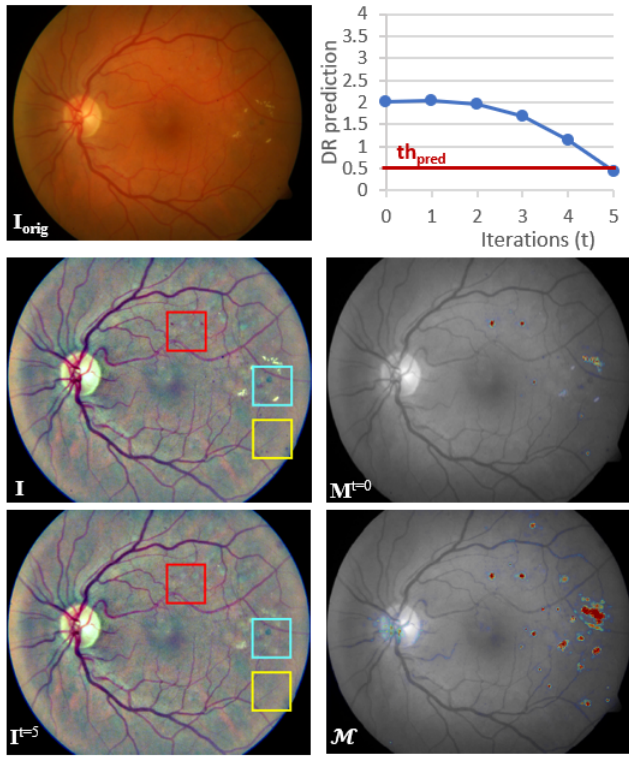 I_orig
4
3.5
3
2.5
2
1.5
1
0.5
0
DR prediction
th_pred
0 1 2 3 4 5
Iterations (t)
I
M^t=0
I^t=5
ℳ